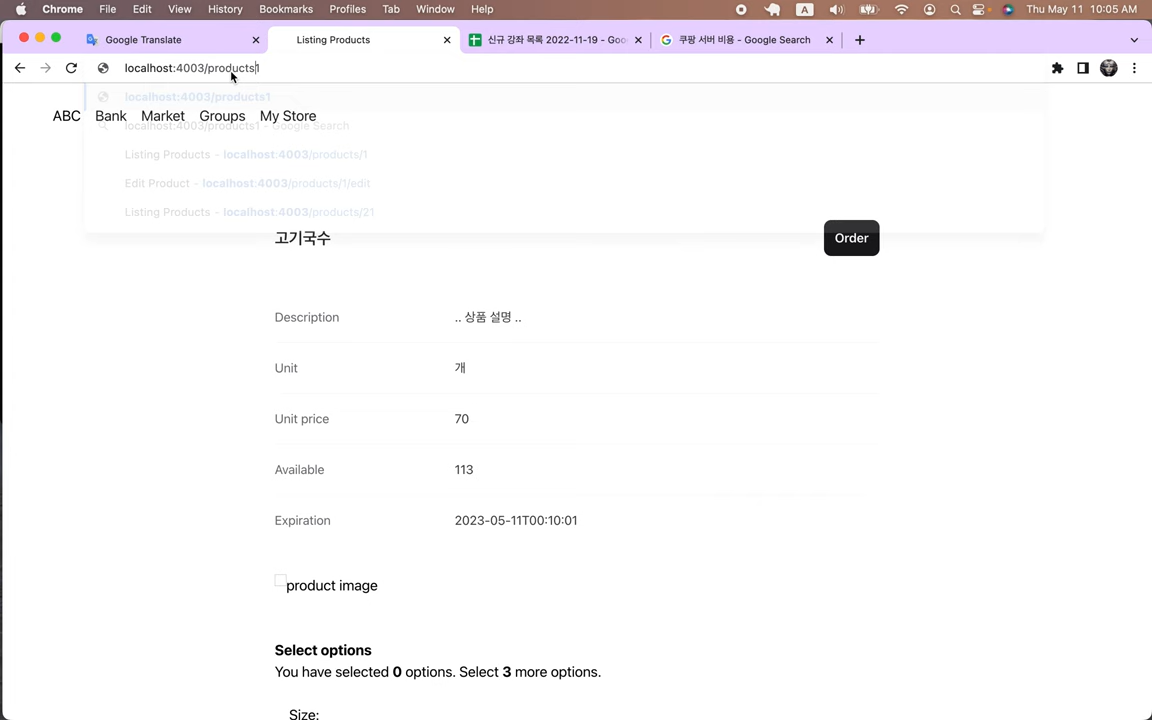 Chrome File Edit View History Bookmarks Profiles Tab Window Help A Thu May 11 10:05 AM
Google Translate Listing Products 신규 강좌 목록 2022-11-19 - Goo 쿠팡 서버 비용 - Google Search
localhost:4003/products1
localhost:4003/products1
ABC Bank Market Groups My Store
localhost:4003/products1 - Google Search
Listing Products - localhost:4003/products/1
Edit Product - localhost:4003/products/1/edit
Listing Products - localhost:4003/products/21
고기국수 Order
Description .. 상품 설명 ..
Unit 개
Unit price 70
Available 113
Expiration 2023-05-11T00:10:01
product image
Select options
You have selected 0 options. Select 3 more options.
Size: